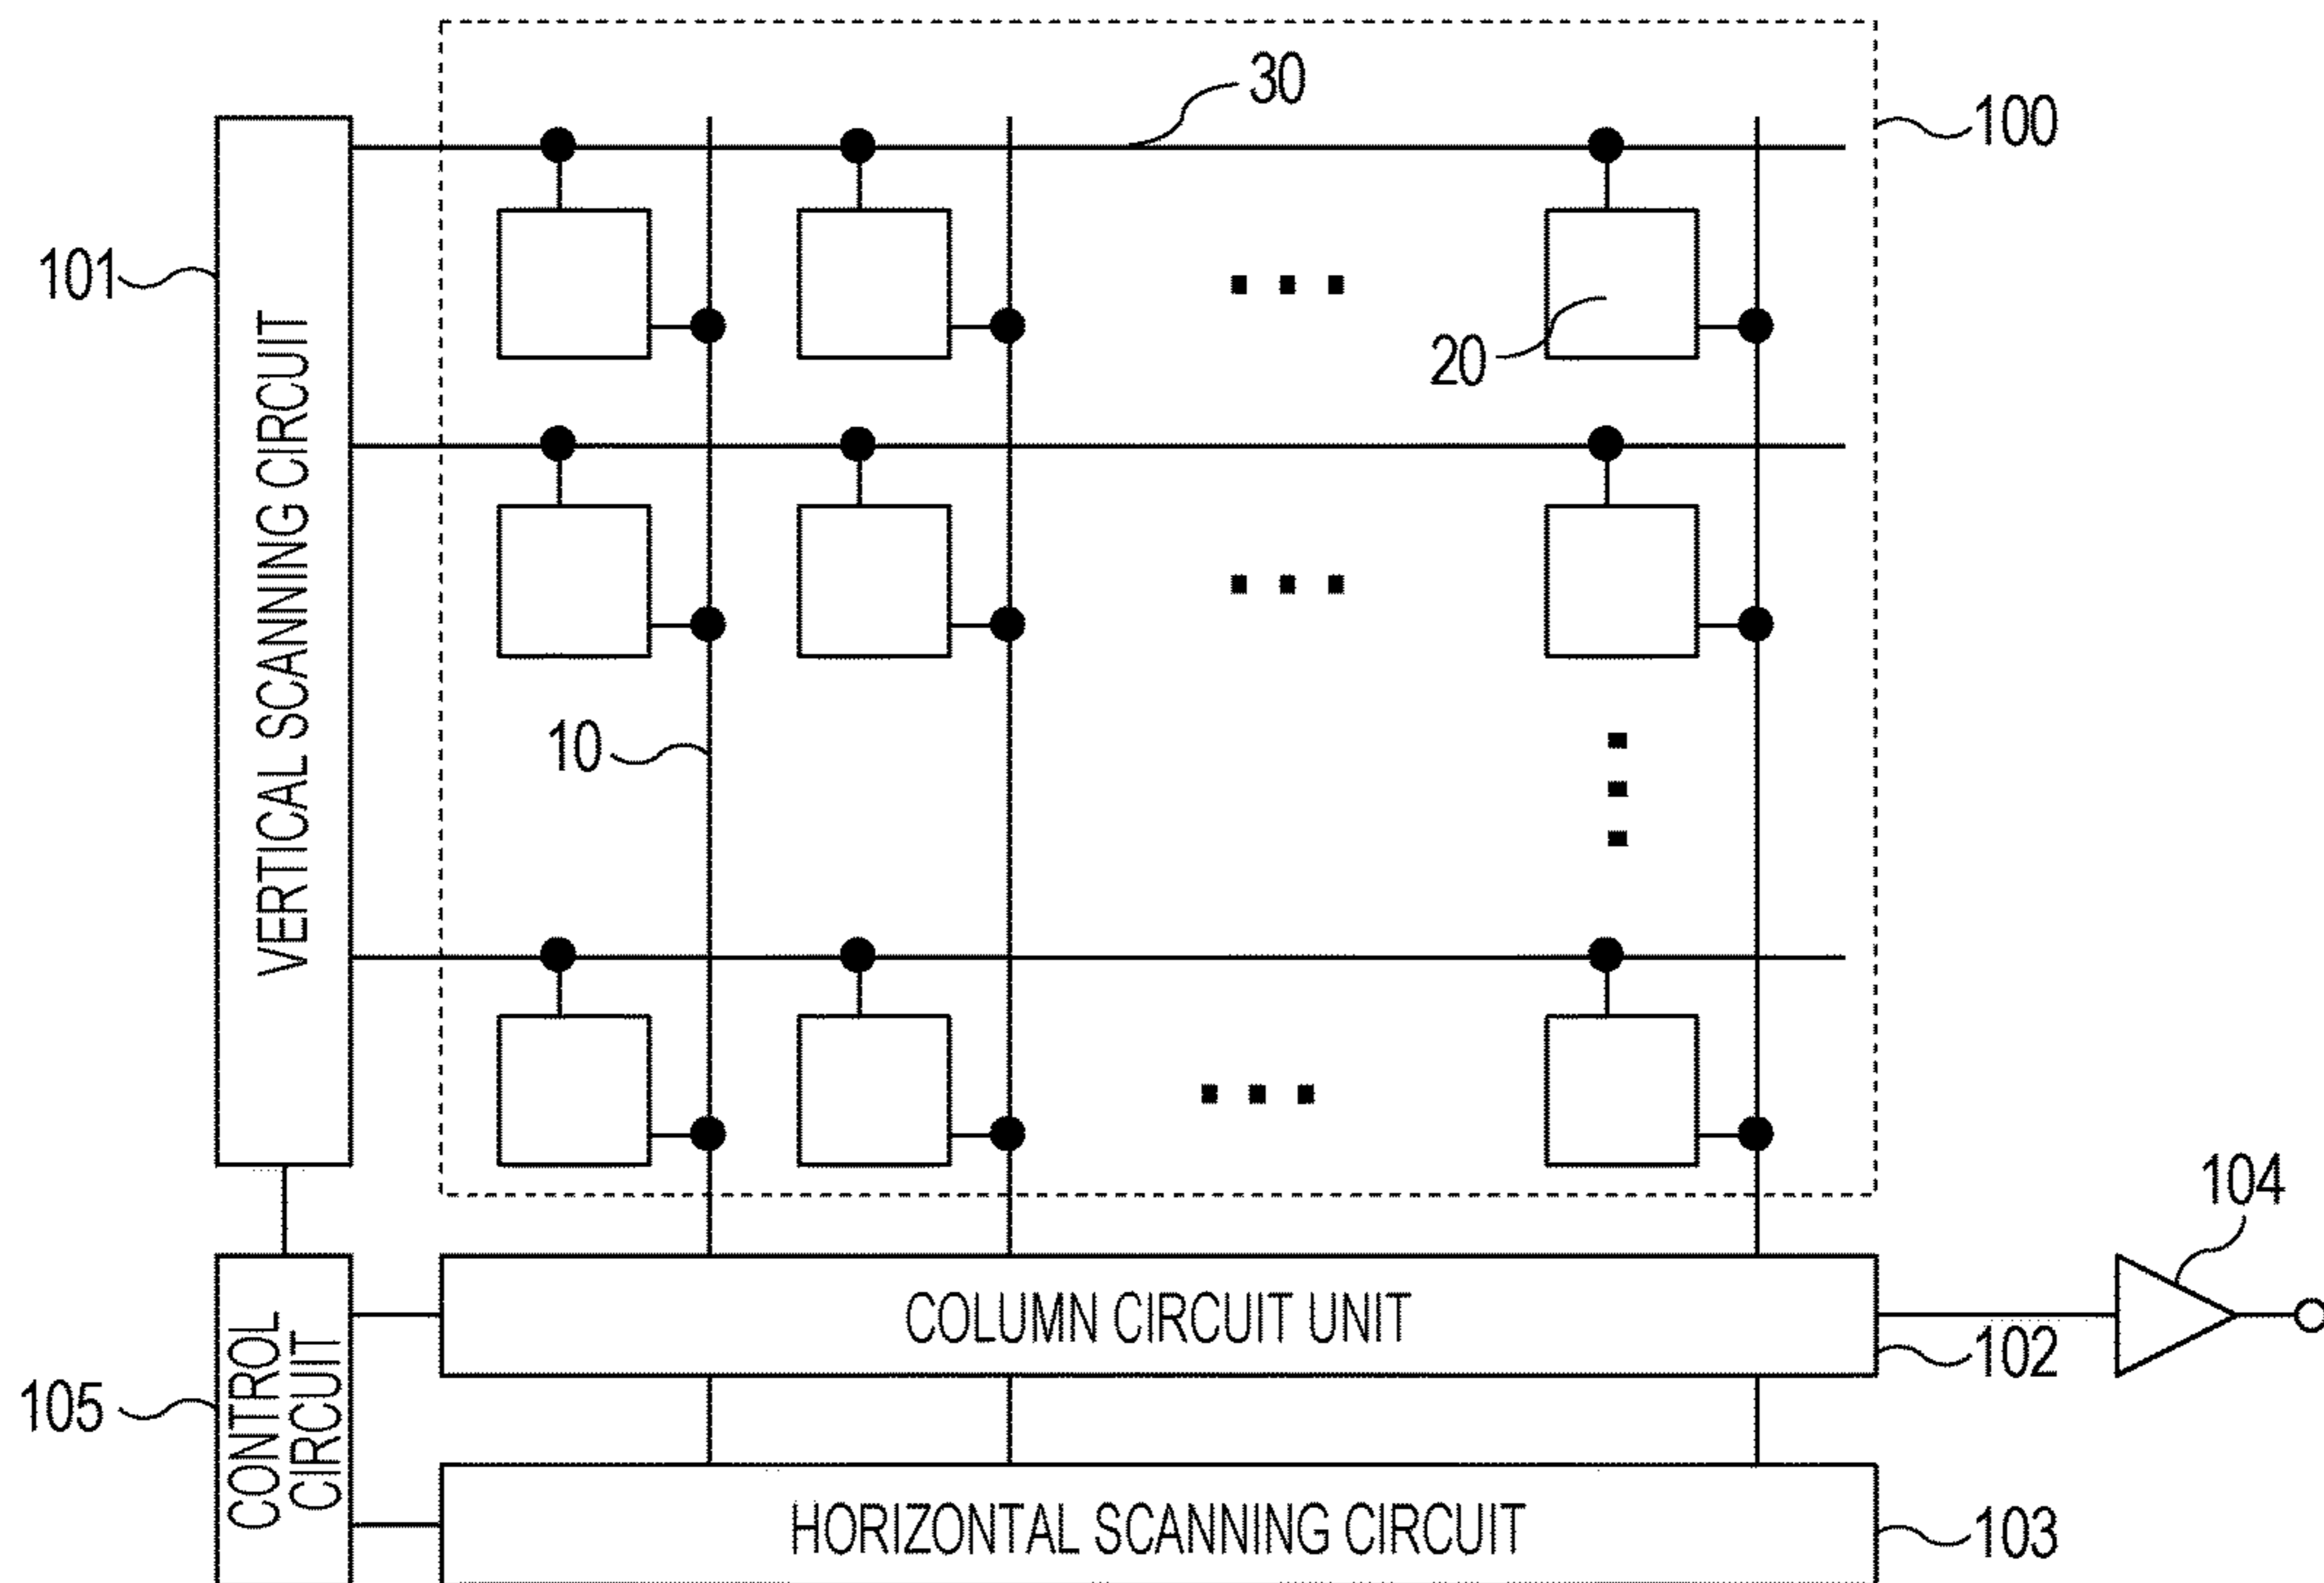 30
100
101
VERTICAL SCANNING CIRCUIT
20
10
104
COLUMN CIRCUIT UNIT
102
105
CONTROL
CIRCUIT
HORIZONTAL SCANNING CIRCUIT
103